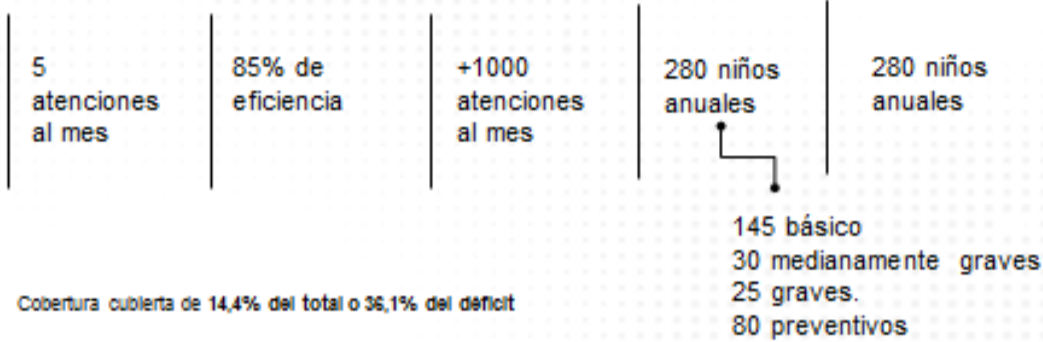 5
atenciones
al mes
85% de
eficiencia
+1000
atenciones
al mes
280 niños
anuales
280 niños
anuales
145 básico
30 medianamente graves
25 graves.
80 preventivos
Cobertura cubierta de 14,4% del total o 36,1% del déficit